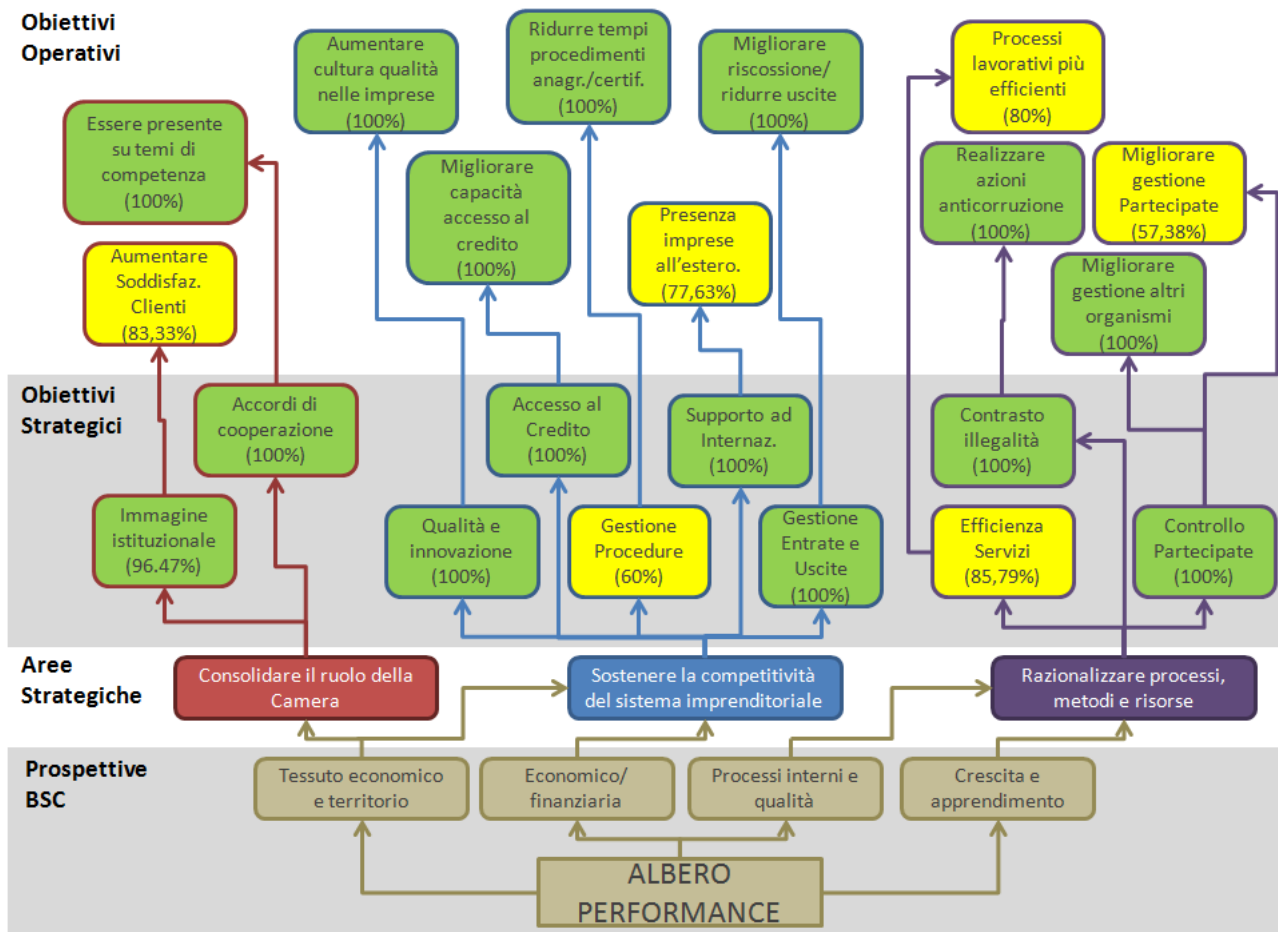 Obiettivi
Operativi
Aumentare
cultura qualità
nelle imprese
(100%)
Ridurre tempi
procedimenti
anagr./certif.
(100%)
Migliorare
riscossione/
ridurre uscite
(100%)
Processi
lavorativi più
efficienti
(80%)
Essere presente
su temi di
competenza
(100%)
Migliorare
capacità
accesso al
credito
(100%)
Realizzare
azioni
anticorruzione
(100%)
Migliorare
gestione
Partecipate
(57,38%)
Aumentare
Soddisfaz.
Clienti
(83,33%)
Presenza
imprese
all'estero.
(77,63%)
Migliorare
gestione altri
organismi
(100%)
Obiettivi
Strategici
Accordi di
cooperazione
(100%)
Accesso al
Credito
(100%)
Supporto ad
Internaz.
(100%)
Contrasto
illegalità
(100%)
Immagine
istituzionale
(96.47%)
Qualità e
innovazione
(100%)
Gestione
Procedure
(60%)
Gestione
Entrate e
Uscite
(100%)
Efficienza
Servizi
(85,79%)
Controllo
Partecipate
(100%)
Aree
Strategiche
Consolidare il ruolo della
Camera
Sostenere la competitività
del sistema imprenditoriale
Razionalizzare processi,
metodi e risorse
Prospettive
BSC
Tessuto economico
e territorio
Economico/
finanziaria
Processi interni e
qualità
Crescita e
apprendimento
ALBERO
PERFORMANCE